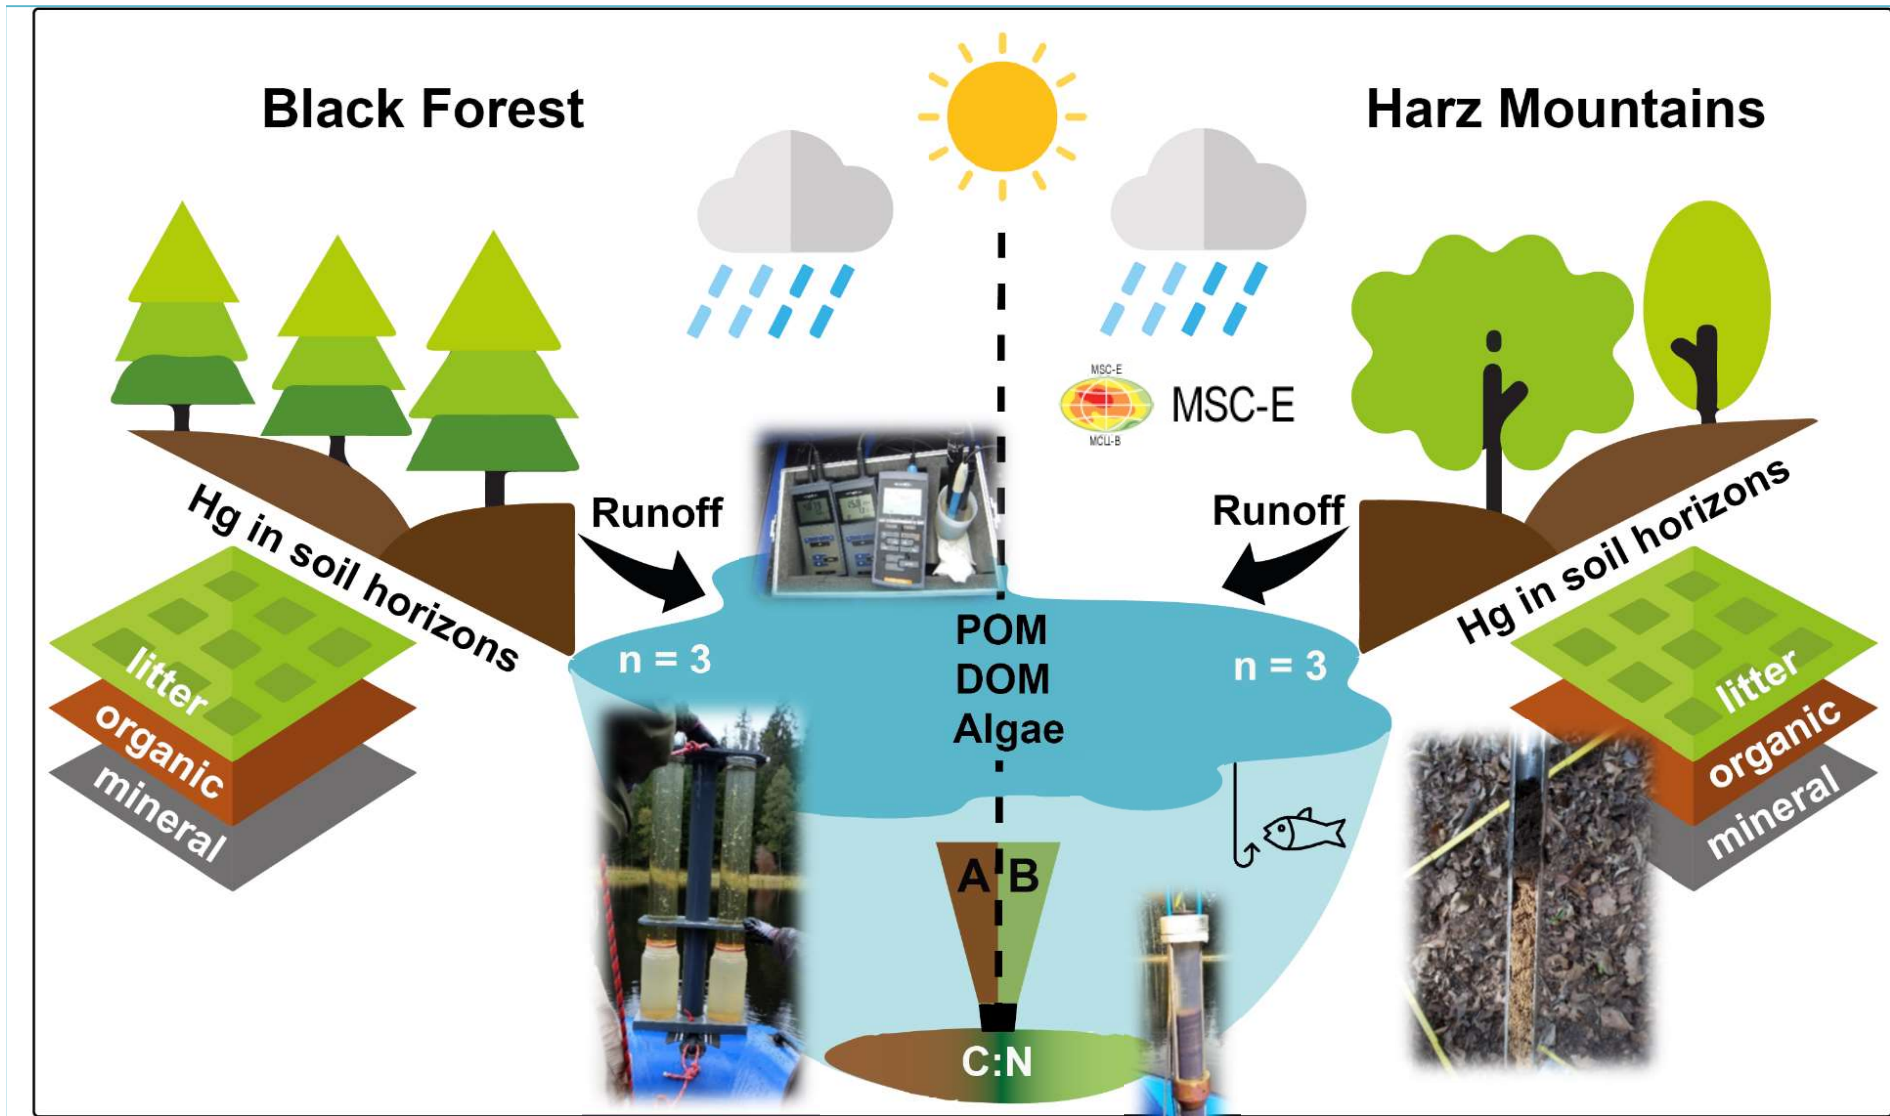 Black Forest
Harz Mountains
MSC-E
MSC-E
МСЦ-В
Runoff
Runoff
Hg in soil horizons
Hg in soil horizons
POM
DOM
Algae
n = 3
n = 3
litter
organic
mineral
litter
organic
mineral
A
B
C:N